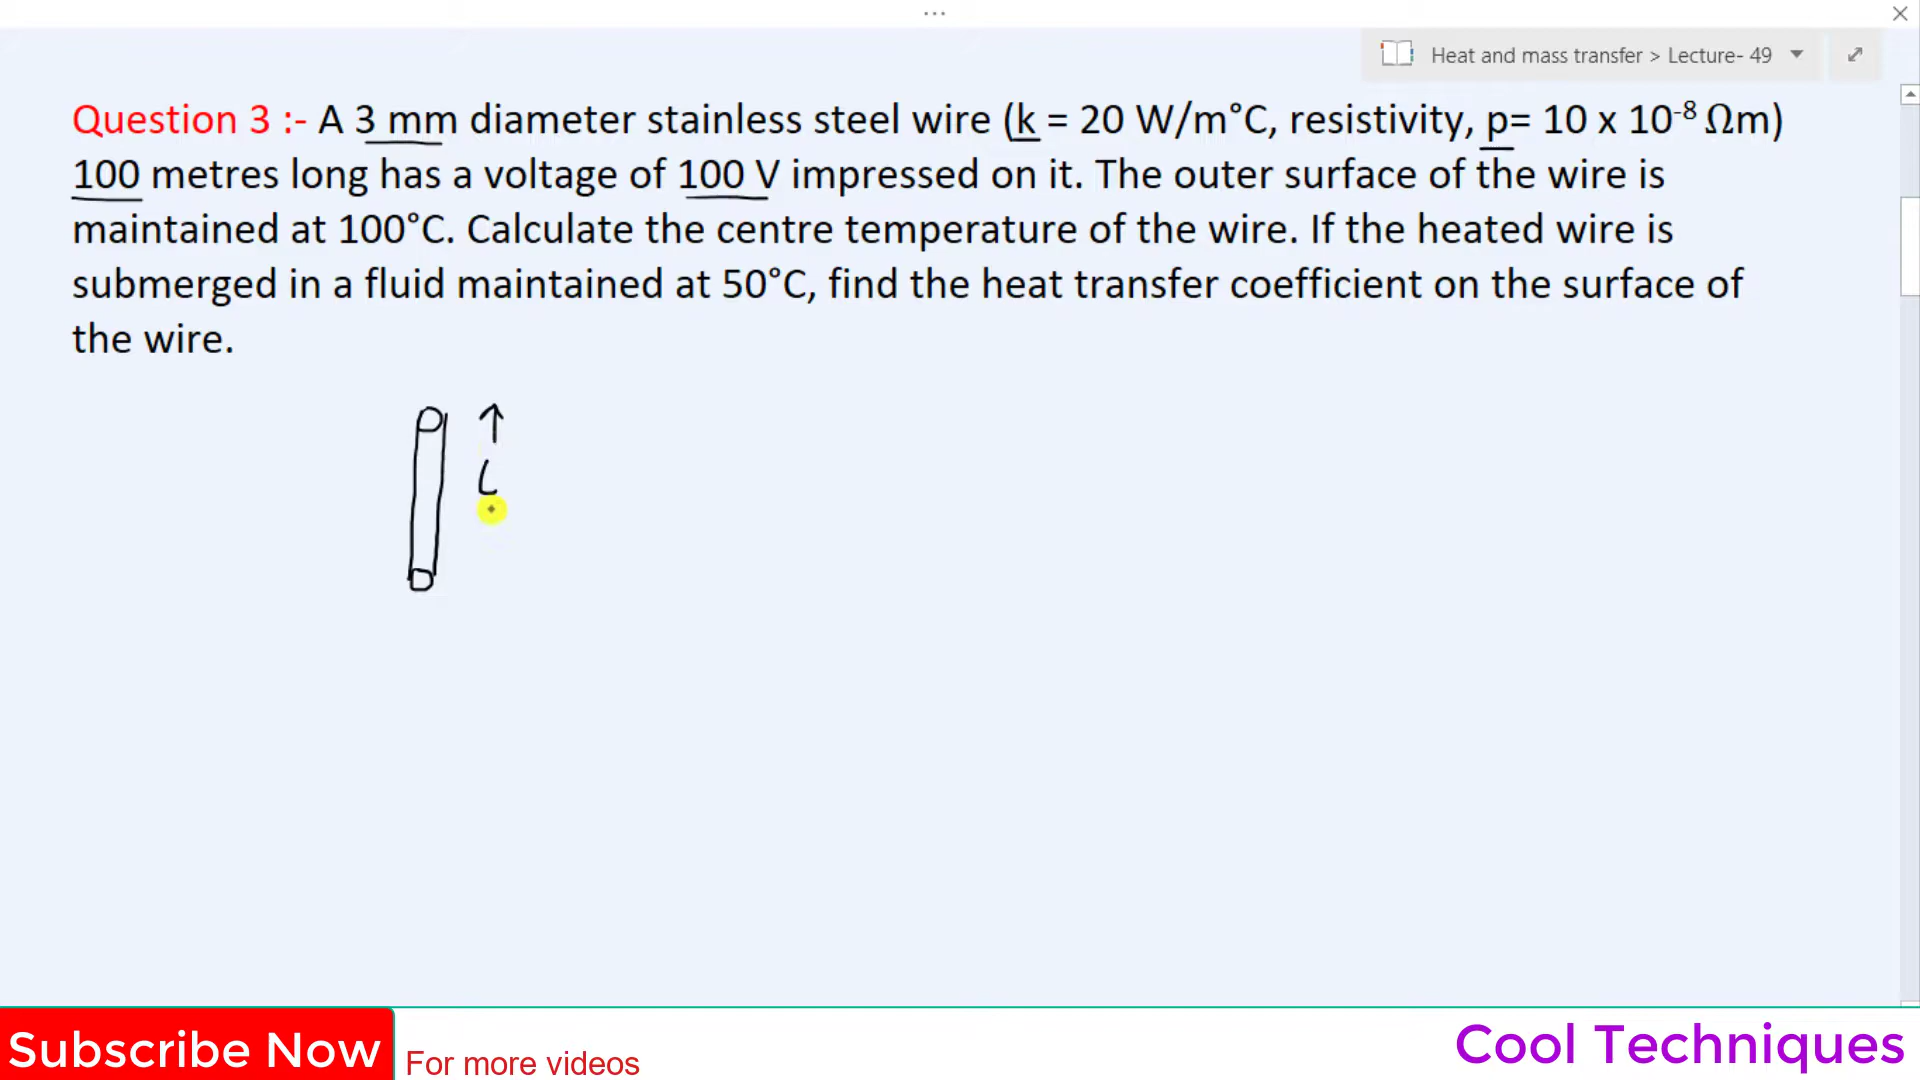 ...
Heat and mass transfer > Lecture- 49
Question 3 :- A 3 mm diameter stainless steel wire (k = 20 W/m°C, resistivity, p= 10 x 10⁻⁸ Ωm)
100 metres long has a voltage of 100 V impressed on it. The outer surface of the wire is
maintained at 100°C. Calculate the centre temperature of the wire. If the heated wire is
submerged in a fluid maintained at 50°C, find the heat transfer coefficient on the surface of
the wire.
L
Subscribe Now
For more videos
Cool Techniques